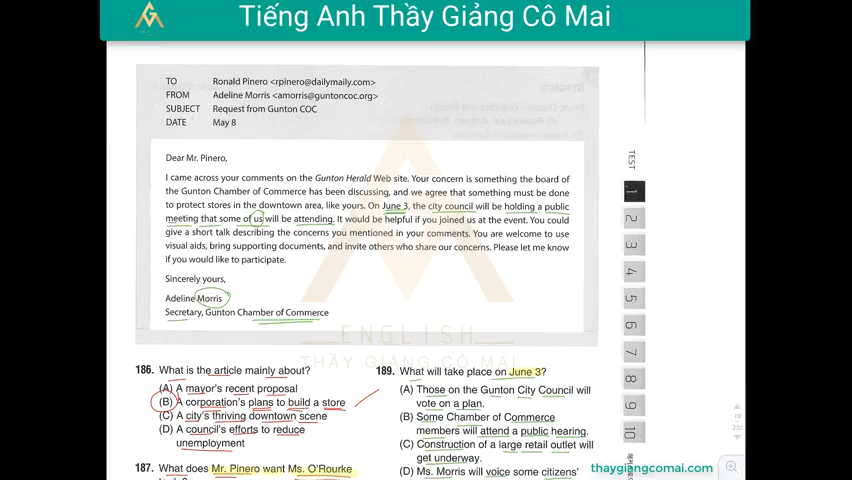 Tiếng Anh Thầy Giảng Cô Mai
TO Ronald Pinero <rpinero@dailymaily.com>
FROM Adeline Morris <amorris@guntoncoc.org>
SUBJECT Request from Gunton COC
DATE May 8
Dear Mr. Pinero,
I came across your comments on the Gunton Herald Web site. Your concern is something the board of
the Gunton Chamber of Commerce has been discussing, and we agree that something must be done
to protect stores in the downtown area, like yours. On June 3, the city council will be holding a public
meeting that some of us will be attending. It would be helpful if you joined us at the event. You could
give a short talk describing the concerns you mentioned in your comments. You are welcome to use
visual aids, bring supporting documents, and invite others who share our concerns. Please let me know
if you would like to participate.
Sincerely yours,
Adeline Morris
Secretary, Gunton Chamber of Commerce
ENGLISH
THẦY GIẢNG CÔ MAI
186. What is the article mainly about?
(A) A mayor's recent proposal
(B) A corporation's plans to build a store
(C) A city's thriving downtown scene
(D) A council's efforts to reduce
unemployment
187. What does Mr. Pinero want Ms. O'Rourke
189. What will take place on June 3?
(A) Those on the Gunton City Council will
vote on a plan.
(B) Some Chamber of Commerce
members will attend a public hearing.
(C) Construction of a large retail outlet will
get underway.
(D) Ms. Morris will voice some citizens'
TEST
1
2
3
4
5
6
7
8
9
10
thaygiangcomai.com